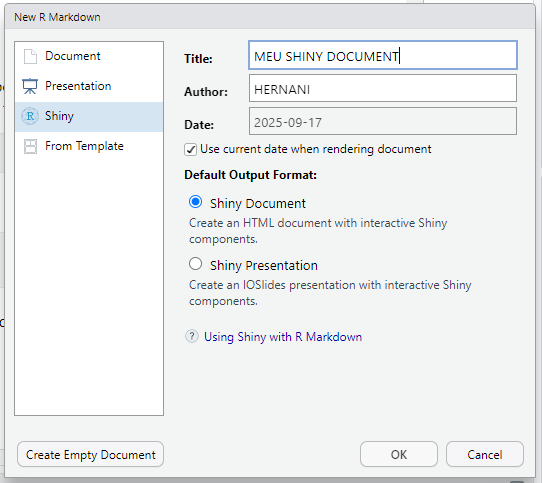 New R Markdown
Document
Presentation
Shiny
From Template
Title: MEU SHINY DOCUMENT
Author: HERNANI
Date: 2025-09-17
Use current date when rendering document
Default Output Format:
Shiny Document
Create an HTML document with interactive Shiny
components.
Shiny Presentation
Create an IOSlides presentation with interactive Shiny
components.
? Using Shiny with R Markdown
Create Empty Document
OK
Cancel